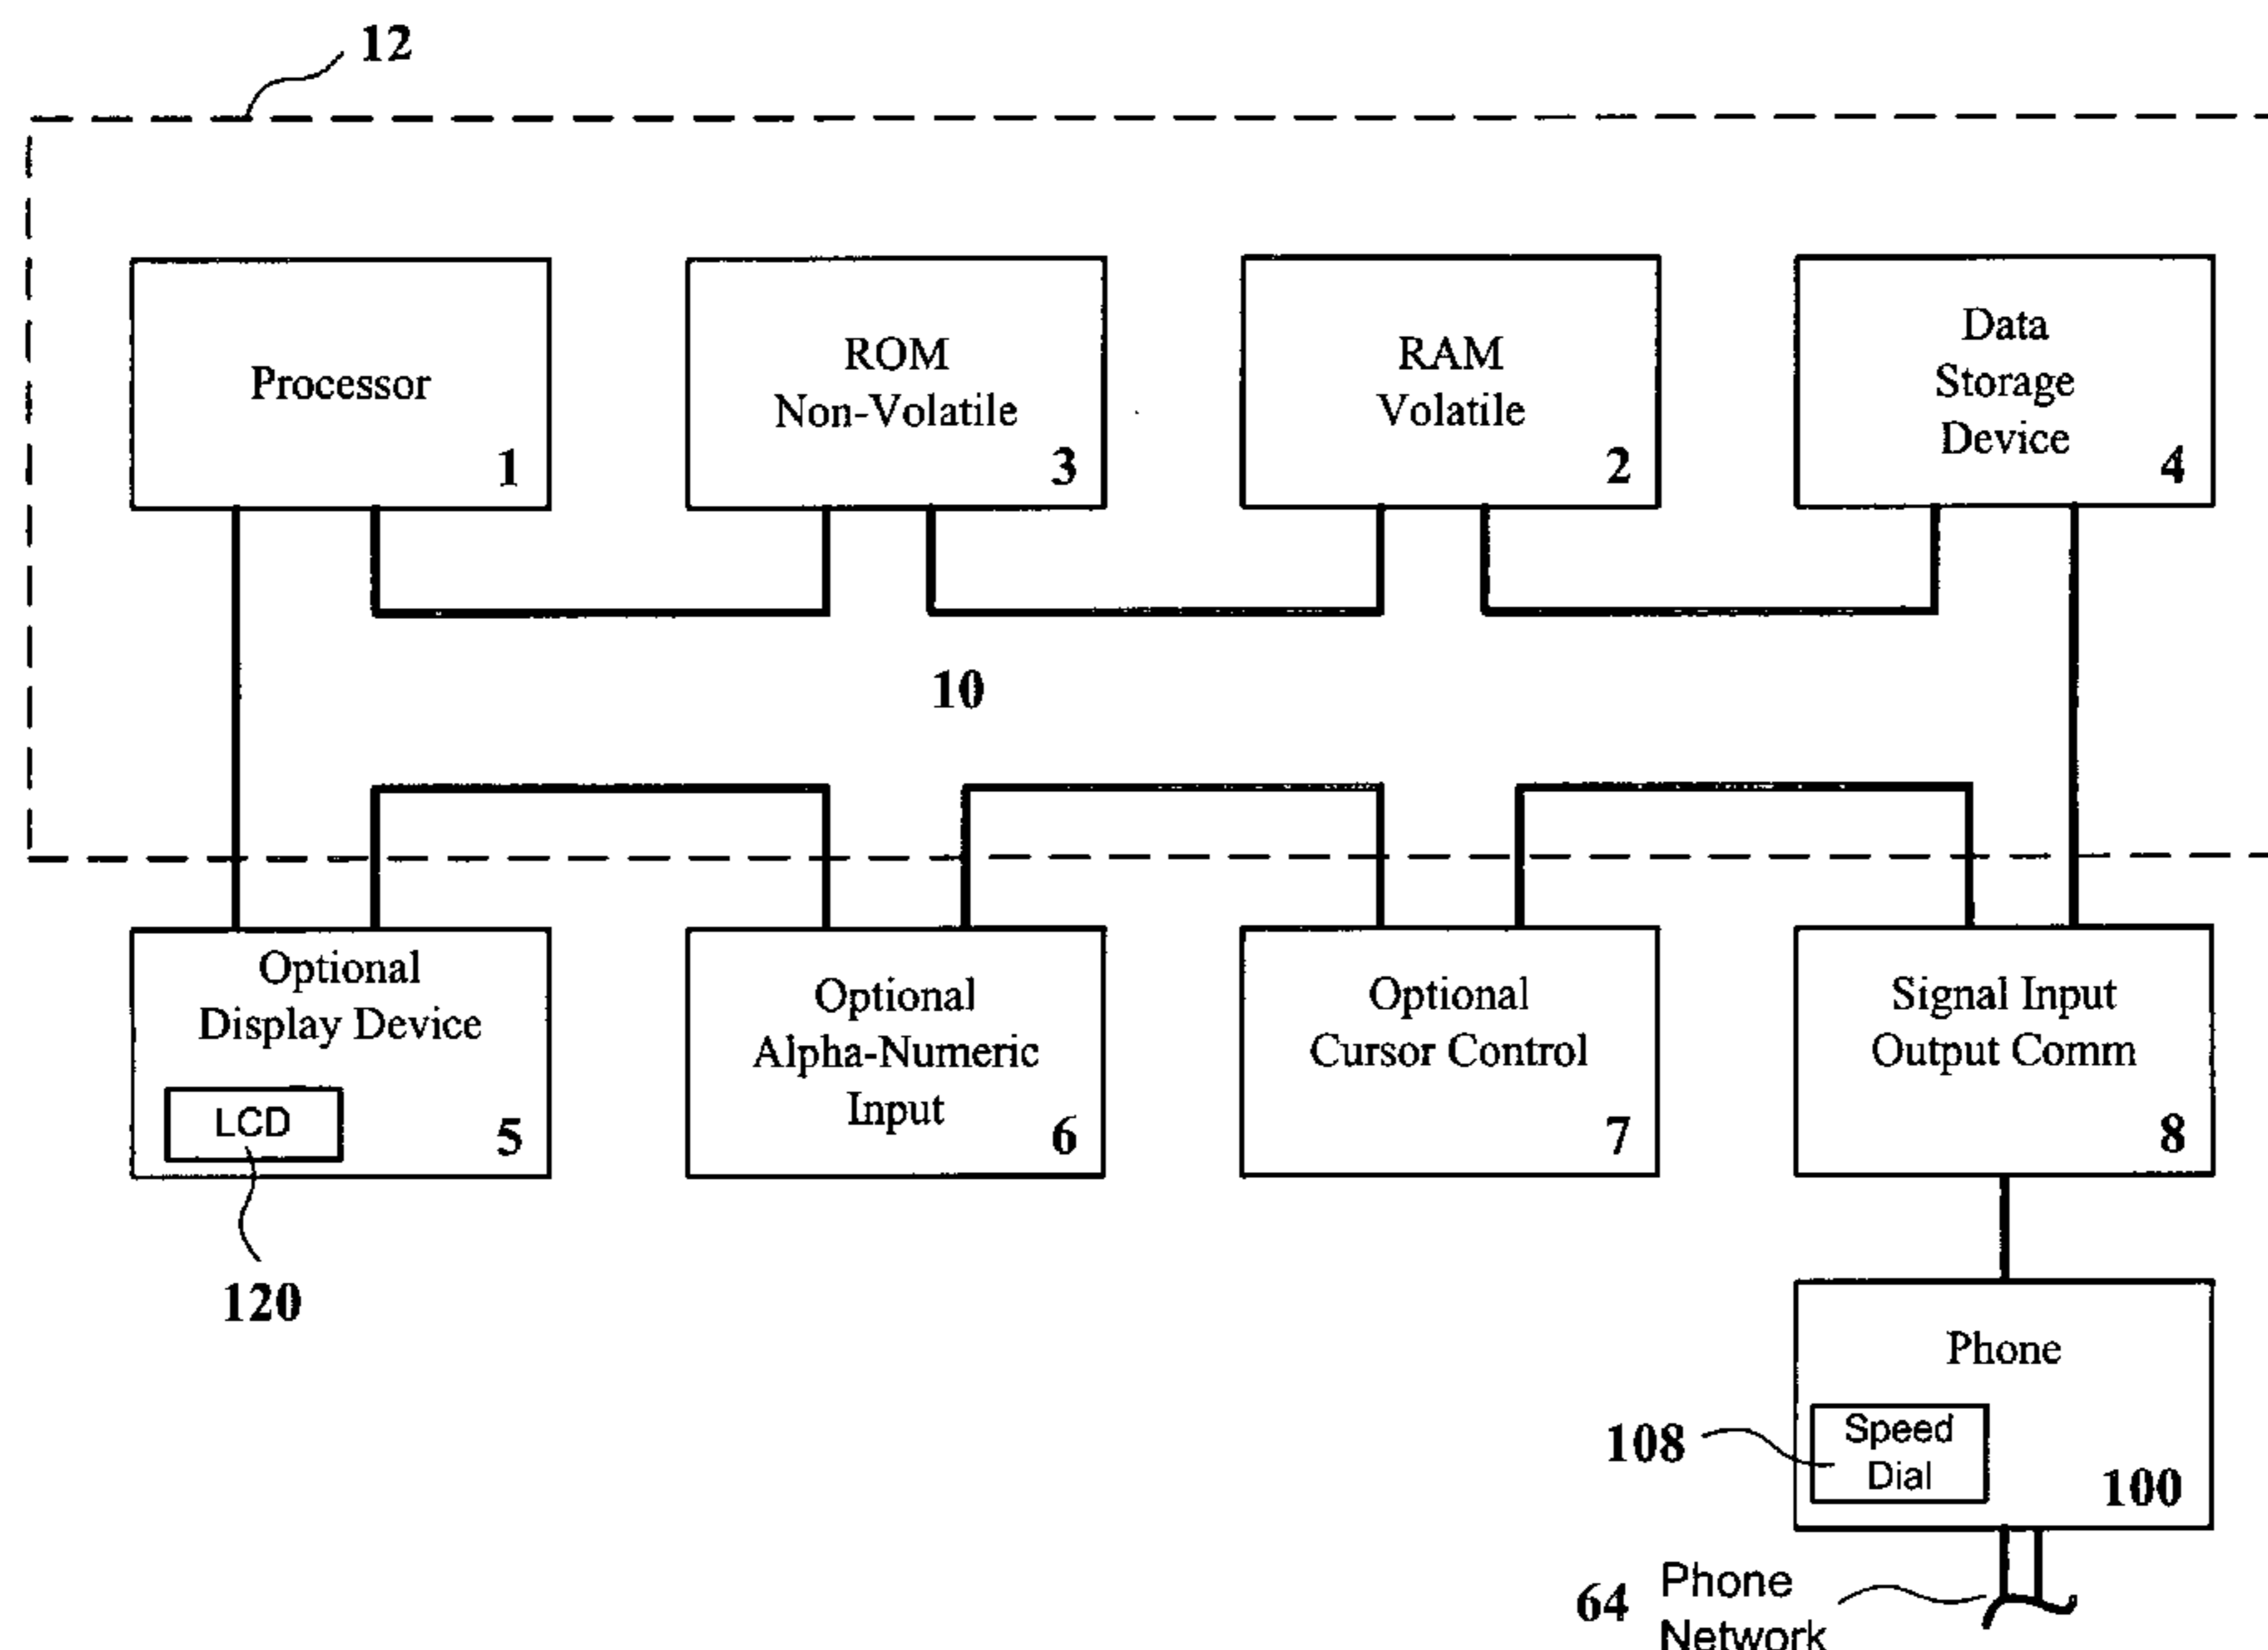 12
Processor
1
ROM
Non-Volatile
3
RAM
Volatile
2
Data
Storage
Device
4
10
Optional
Display Device
LCD
5
120
Optional
Alpha-Numeric
Input
6
Optional
Cursor Control
7
Signal Input
Output Comm
8
Phone
Speed
Dial
108
100
64
Phone
Network